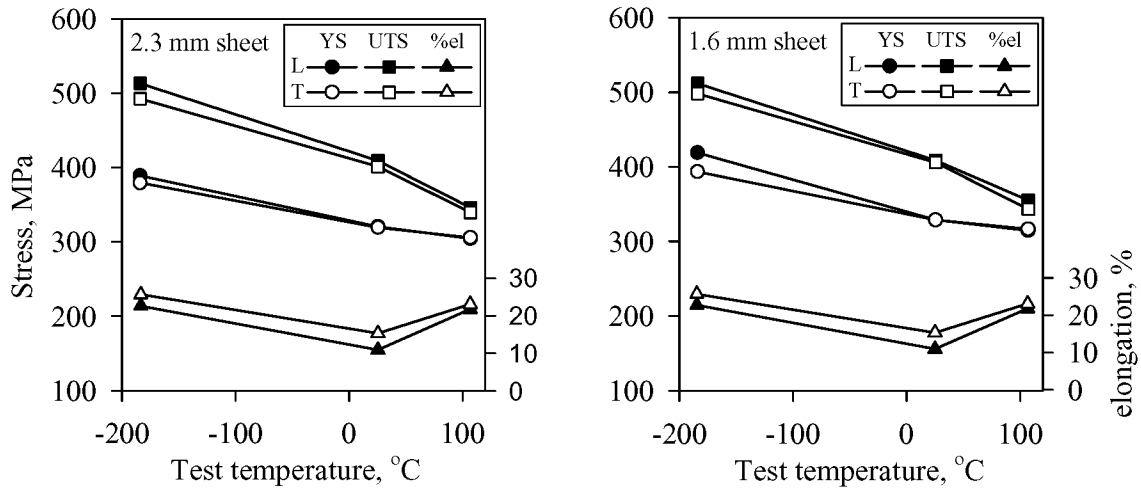 600
500
400
300
200
100
Stress, MPa
2.3 mm sheet
YS UTS %el
L
T
30
20
10
0
-200 -100 0 100
Test temperature, °C
600
500
400
300
200
100
1.6 mm sheet
YS UTS %el
L
T
30
20
10
0
elongation, %
-200 -100 0 100
Test temperature, °C